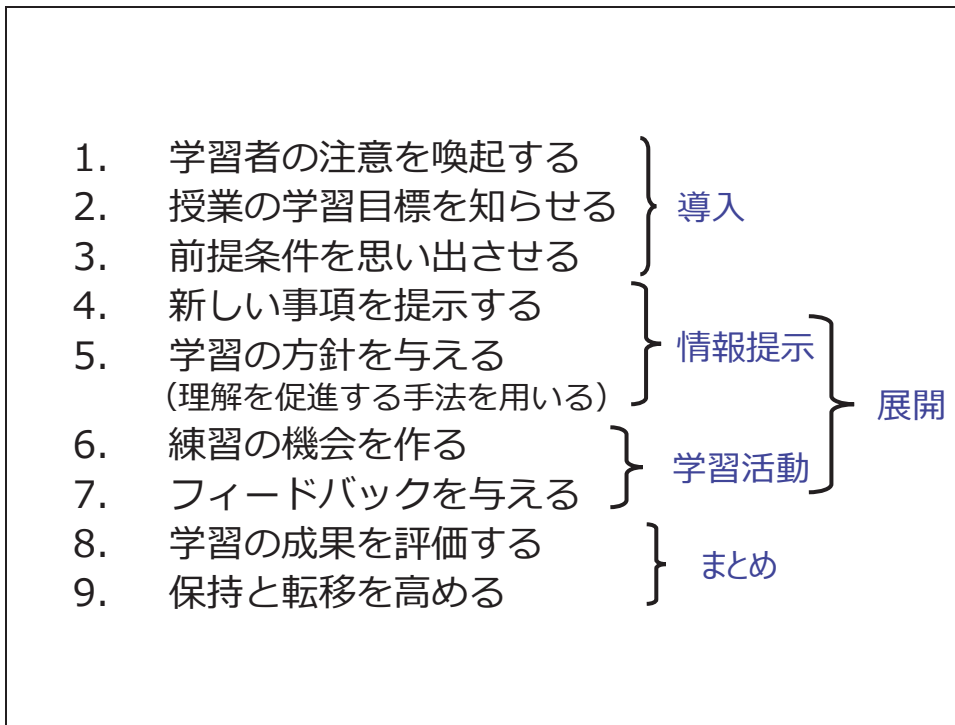 1. 学習者の注意を喚起する
2. 授業の学習目標を知らせる
3. 前提条件を思い出させる
導入
4. 新しい事項を提示する
5. 学習の方針を与える
（理解を促進する手法を用いる）
情報提示
6. 練習の機会を作る
7. フィードバックを与える
学習活動
展開
8. 学習の成果を評価する
9. 保持と転移を高める
まとめ